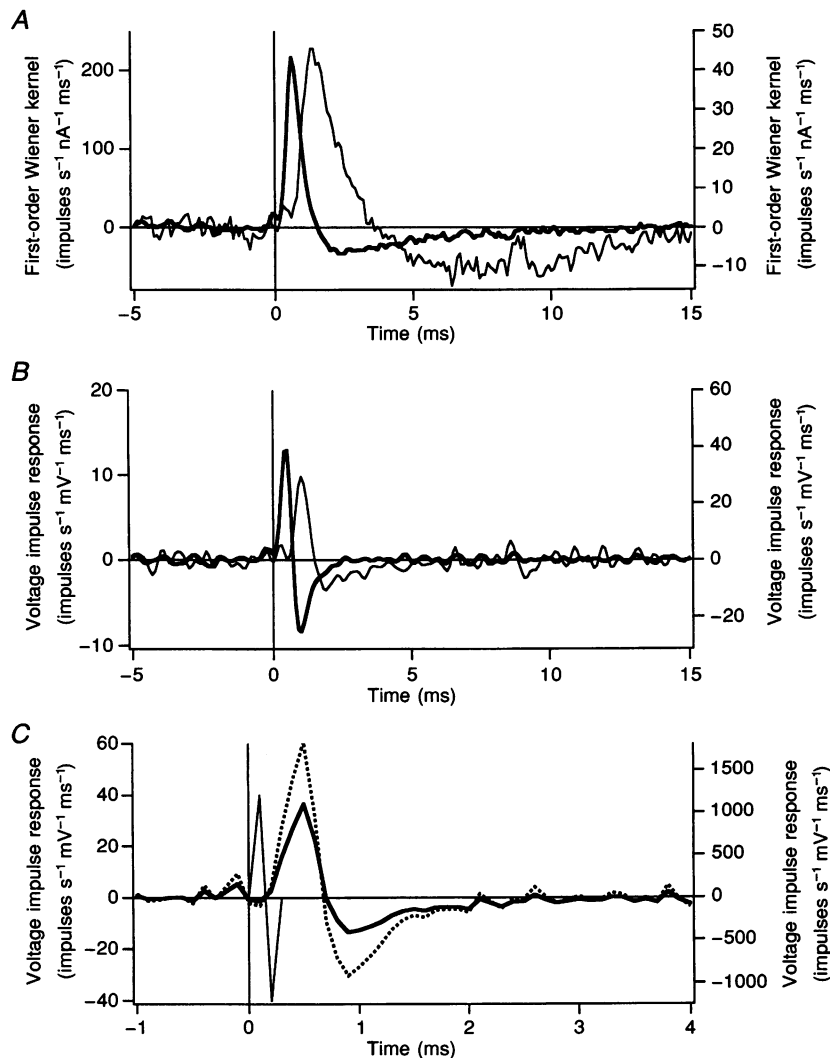 A
First-order Wiener kernel
(impulses s⁻¹ nA⁻¹ ms⁻¹)
200
100
0
50
40
30
20
10
0
−10
First-order Wiener kernel
(impulses s⁻¹ nA⁻¹ ms⁻¹)
−5
0
5
10
15
Time (ms)
B
Voltage impulse response
(impulses s⁻¹ mV⁻¹ ms⁻¹)
20
10
0
−10
60
40
20
0
−20
Voltage impulse response
(impulses s⁻¹ mV⁻¹ ms⁻¹)
−5
0
5
10
15
Time (ms)
C
Voltage impulse response
(impulses s⁻¹ mV⁻¹ ms⁻¹)
60
40
20
0
−20
−40
1500
1000
500
0
−500
−1000
Voltage impulse response
(impulses s⁻¹ mV⁻¹ ms⁻¹)
−1
0
1
2
3
4
Time (ms)